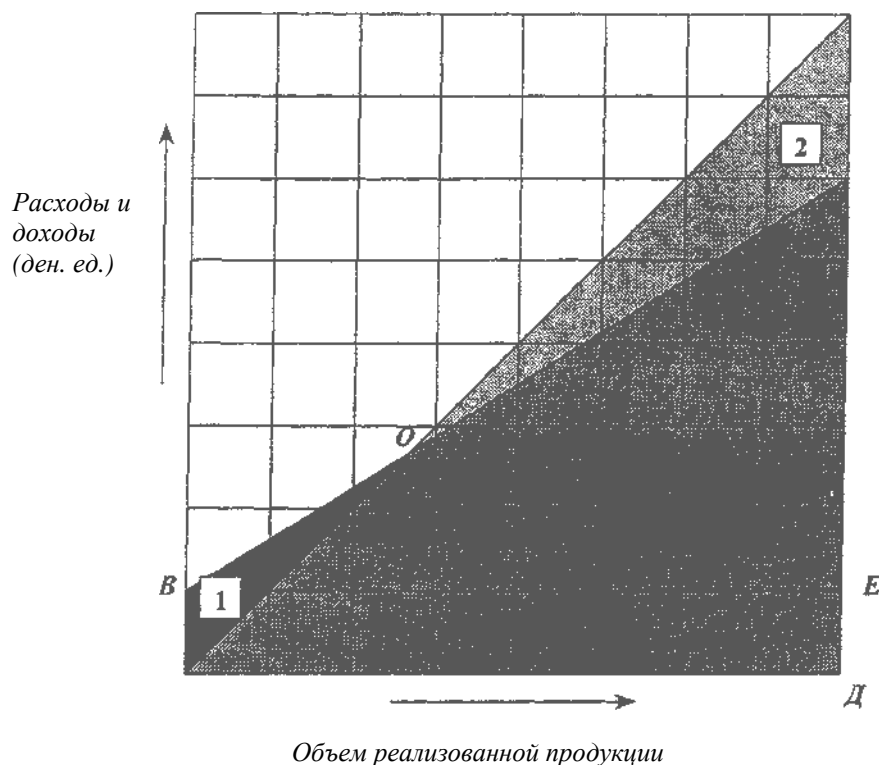 2
Расходы и
доходы
(ден. ед.)
О
В
1
Е
Д
Объем реализованной продукции